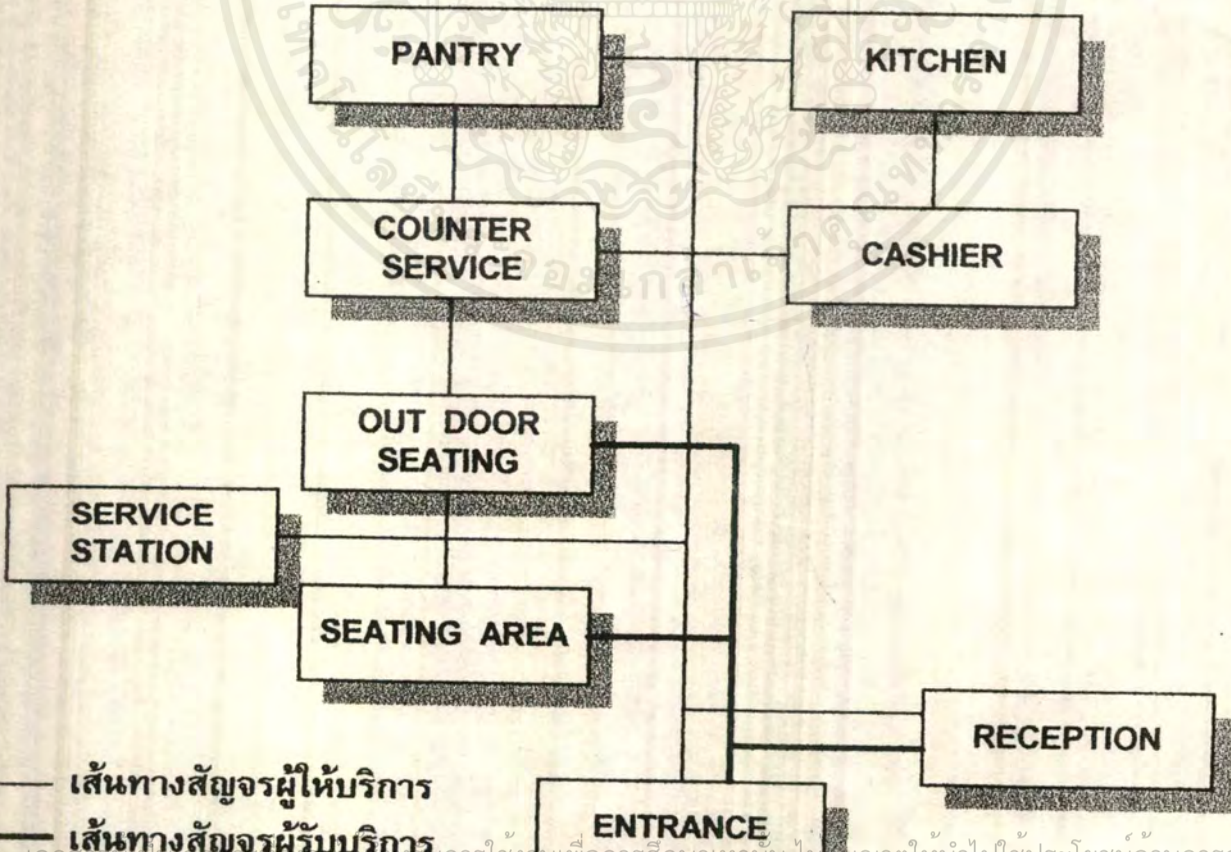 PANTRY
KITCHEN
COUNTER
SERVICE
CASHIER
OUT DOOR
SEATING
SERVICE
STATION
SEATING AREA
RECEPTION
ENTRANCE
เส้นทางสัญจรผู้ให้บริการ
เส้นทางสัญจรผู้รับบริการ